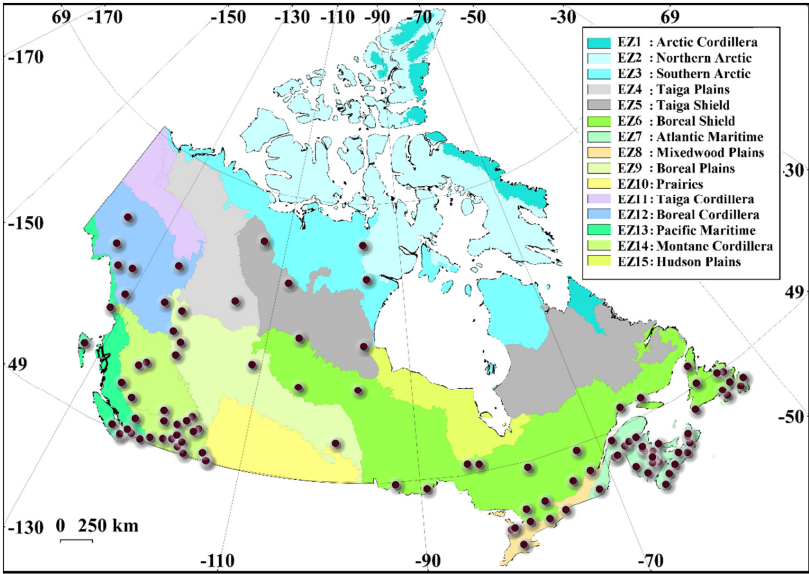 69 -170 -150 -130 -110 -90 -70 -50 -30 69
-170
EZ1 : Arctic Cordillera
EZ2 : Northern Arctic
EZ3 : Southern Arctic
EZ4 : Taiga Plains
EZ5 : Taiga Shield
EZ6 : Boreal Shield
EZ7 : Atlantic Maritime
EZ8 : Mixedwood Plains
EZ9 : Boreal Plains
EZ10: Prairies
EZ11: Taiga Cordillera
EZ12: Boreal Cordillera
EZ13: Pacific Maritime
EZ14: Montane Cordillera
EZ15: Hudson Plains
-30
-150
49
49
-50
-130
0 250 km
-110
-90
-70